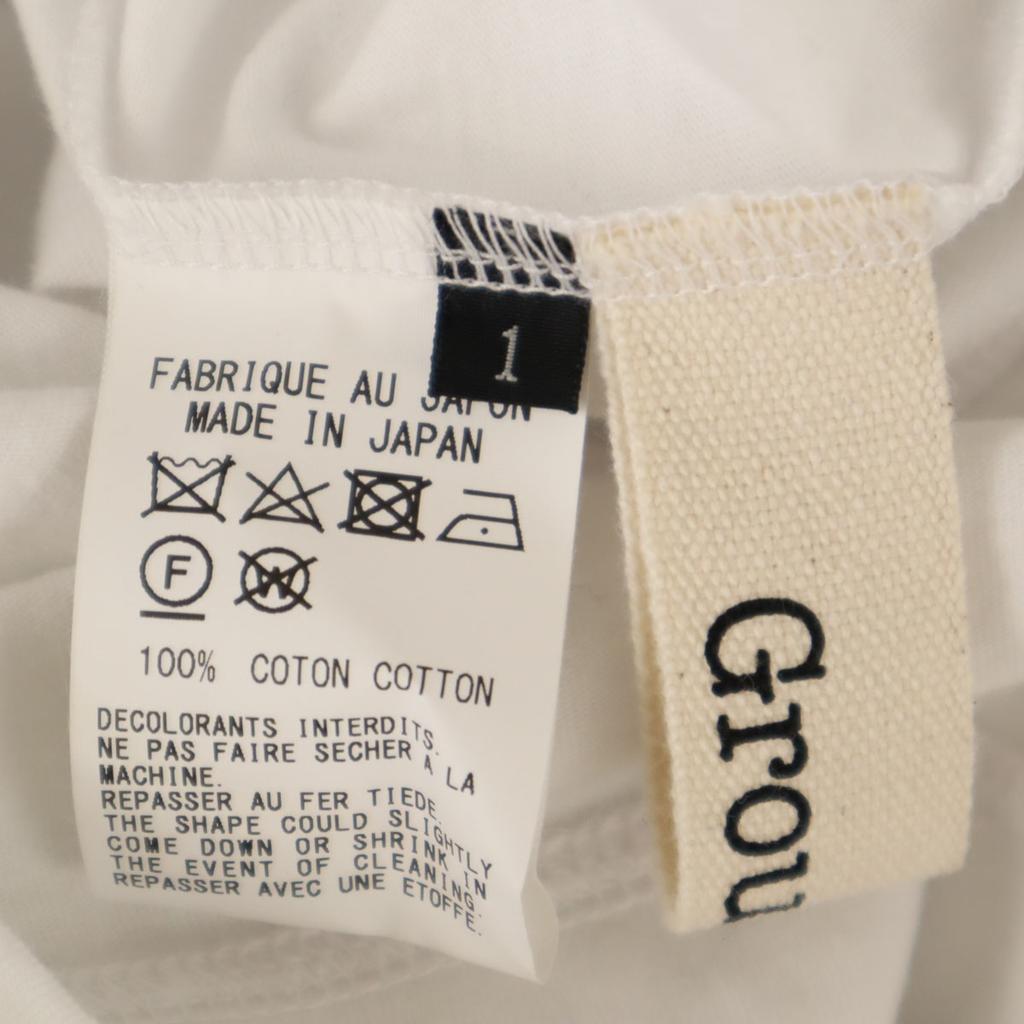 1
FABRIQUE AU JAPON
MADE IN JAPAN
F
W
100% COTON COTTON
DECOLORANTS INTERDITS.
NE PAS FAIRE SECHER A LA
MACHINE.
REPASSER AU FER TIEDE.
THE SHAPE COULD SLIGHTLY
COME DOWN OR SHRINK IN
THE EVENT OF CLEANING.
REPASSER AVEC UNE ETOFFE.
Grou